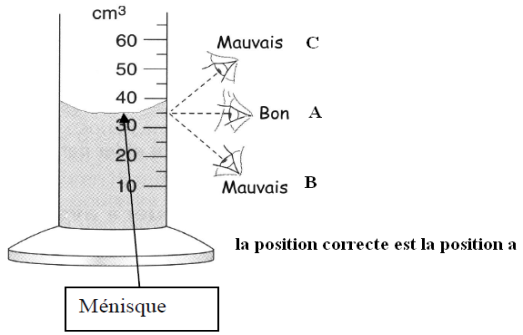 cm³
60
50
40
30
20
10
Mauvais C
Bon A
Mauvais B
la position correcte est la position a
Ménisque